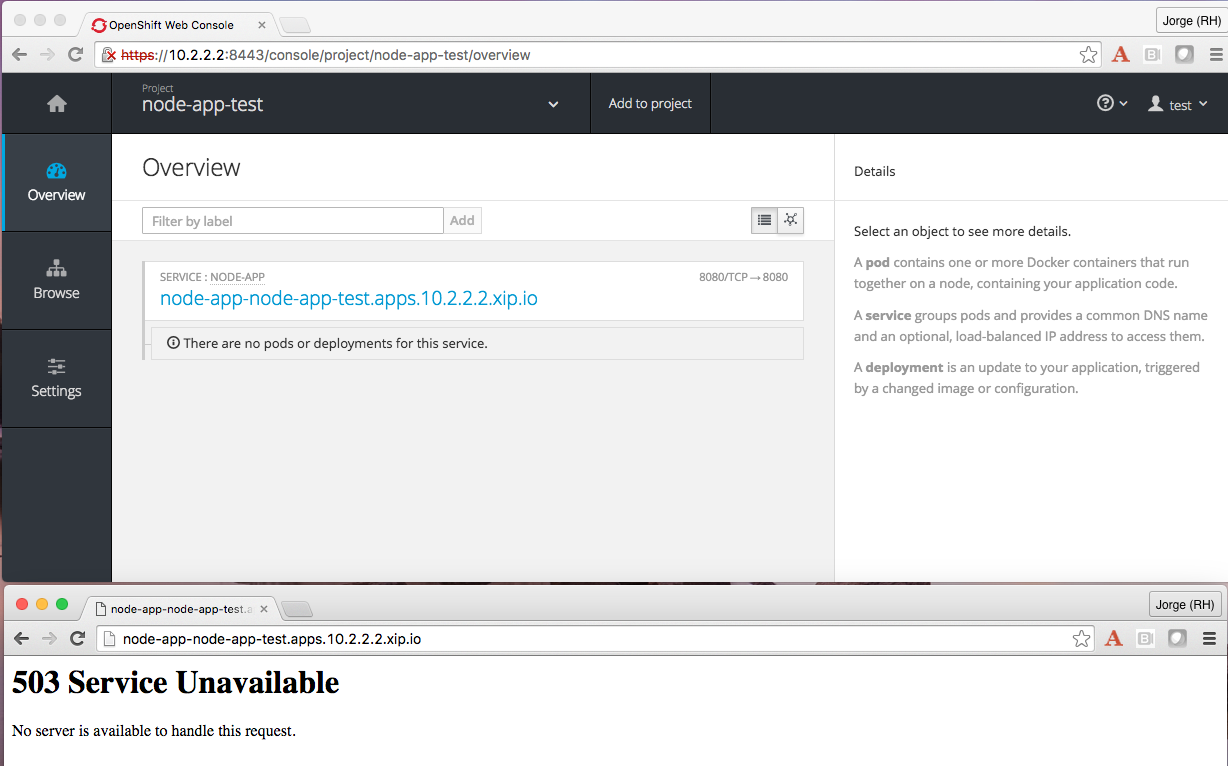 OpenShift Web Console
Jorge (RH)
https://10.2.2.2:8443/console/project/node-app-test/overview
Project
node-app-test
Add to project
test
Overview
Browse
Settings
Overview
Filter by label
Add
SERVICE : NODE-APP
8080/TCP→8080
node-app-node-app-test.apps.10.2.2.2.xip.io
There are no pods or deployments for this service.
Details
Select an object to see more details.
A pod contains one or more Docker containers that run
together on a node, containing your application code.
A service groups pods and provides a common DNS name
and an optional, load-balanced IP address to access them.
A deployment is an update to your application, triggered
by a changed image or configuration.
node-app-node-app-test.a
Jorge (RH)
node-app-node-app-test.apps.10.2.2.2.xip.io
503 Service Unavailable
No server is available to handle this request.